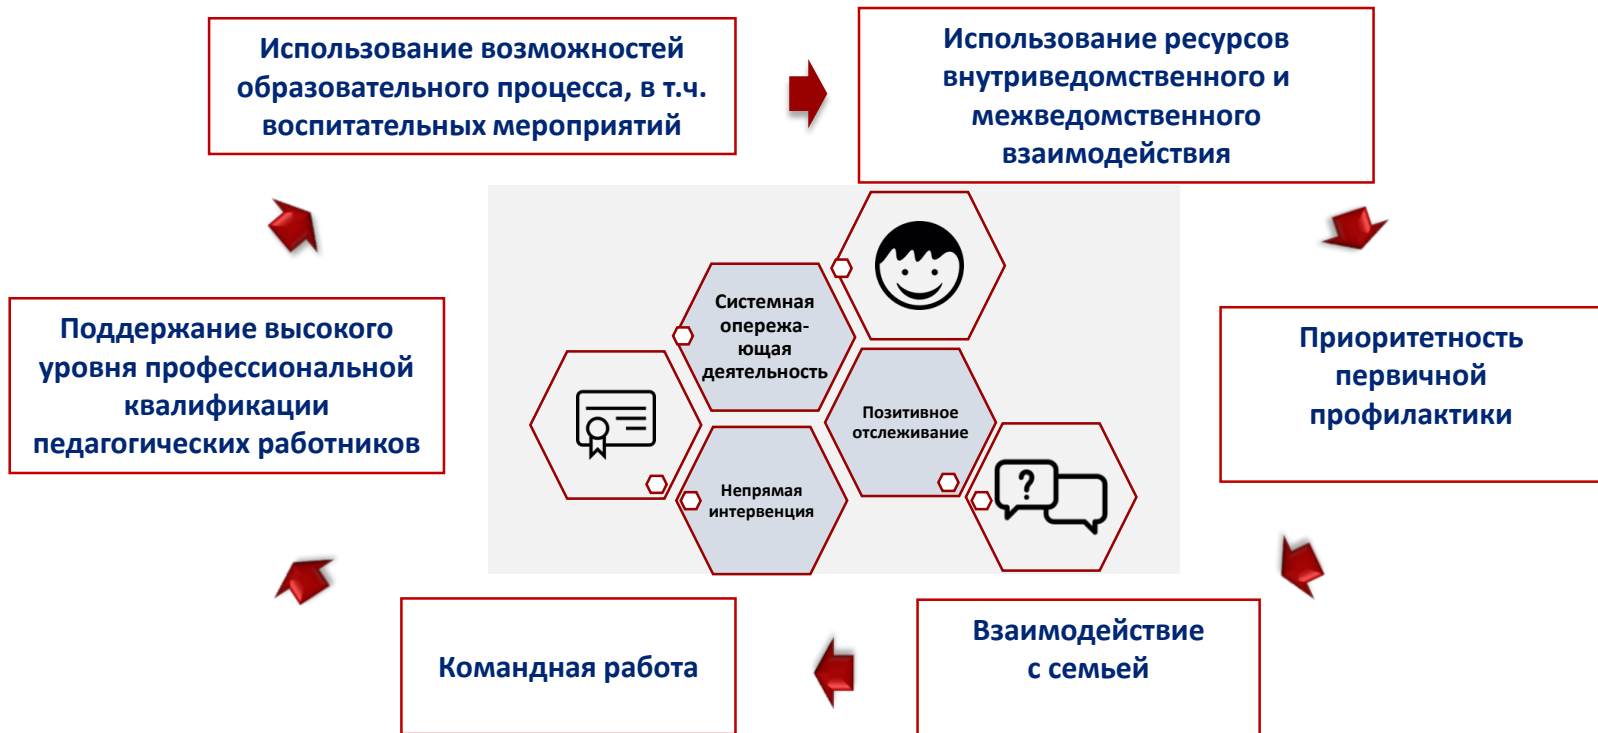 Использование возможностей
образовательного процесса, в т.ч.
воспитательных мероприятий
Использование ресурсов
внутриведомственного и
межведомственного
взаимодействия
Приоритетность
первичной
профилактики
Взаимодействие
с семьей
Командная работа
Поддержание высокого
уровня профессиональной
квалификации
педагогических работников
Системная
опережа-
ющая
деятельность
Позитивное
отслеживание
Непрямая
интервенция
?